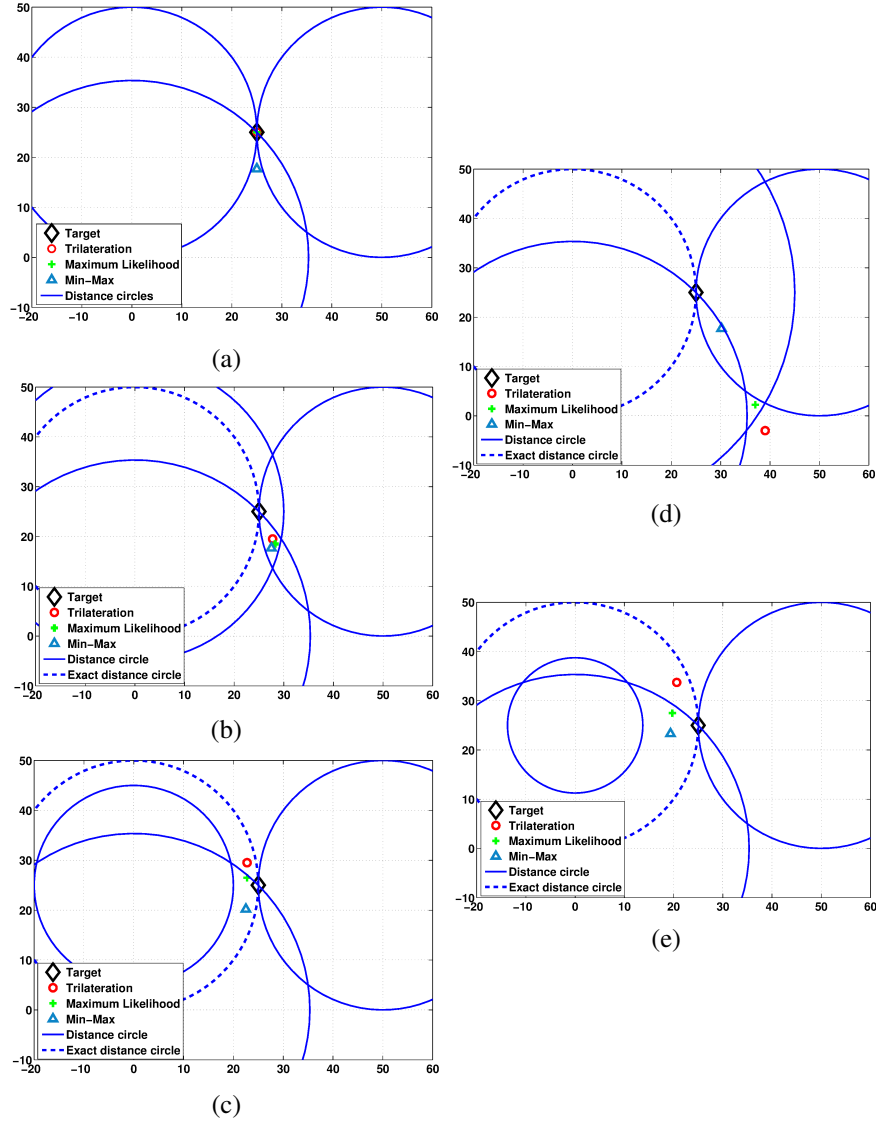 50
40
30
20
10
0
−10
−20 −10 0 10 20 30 40 50 60
Target
Trilateration
Maximum Likelihood
Min−Max
Distance circles
(a)
50
40
30
20
10
0
−10
−20 −10 0 10 20 30 40 50 60
Target
Trilateration
Maximum Likelihood
Min−Max
Distance circle
Exact distance circle
(b)
50
40
30
20
10
0
−10
−20 −10 0 10 20 30 40 50 60
Target
Trilateration
Maximum Likelihood
Min−Max
Distance circle
Exact distance circle
(c)
50
40
30
20
10
0
−10
−20 −10 0 10 20 30 40 50 60
Target
Trilateration
Maximum Likelihood
Min−Max
Distance circle
Exact distance circle
(d)
50
40
30
20
10
0
−10
−20 −10 0 10 20 30 40 50 60
Target
Trilateration
Maximum Likelihood
Min−Max
Distance circle
Exact distance circle
(e)